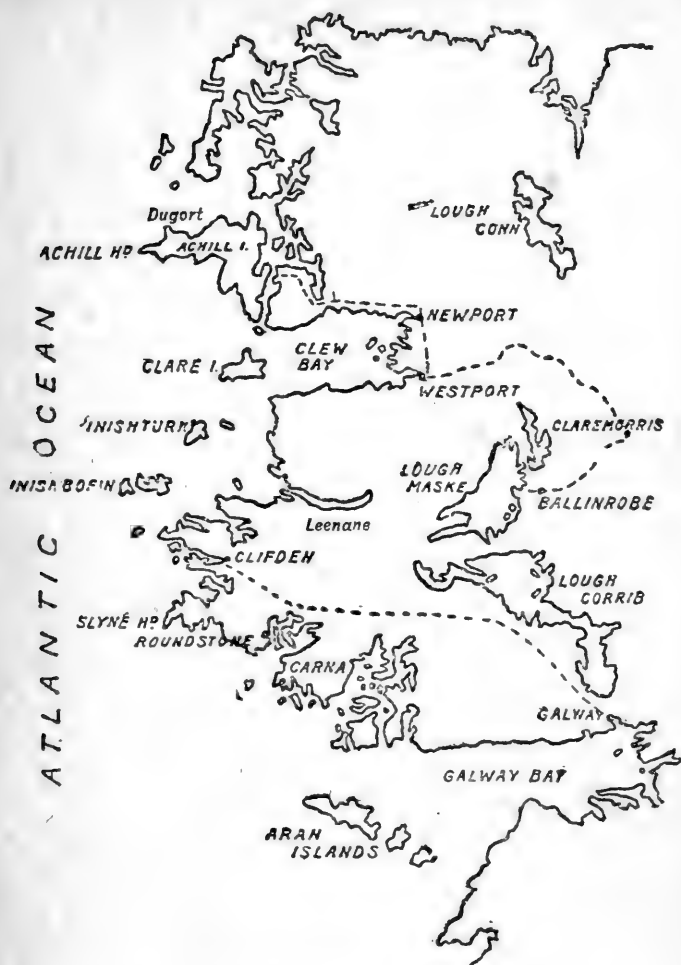 Dugort
ACHILL HD
ACHILL I.
LOUGH
CONN
NEWPORT
CLARE I.
CLEW
BAY
WESTPORT
INISHTURK
CLAREMORRIS
LOUGH
MASKE
INISHBOFIN
BALLINROBE
Leenane
CLIFDEN
LOUGH
CORRIB
SLYNE HD
ROUNDSTONE
CARNA
GALWAY
GALWAY BAY
ARAN
ISLANDS
ATLANTIC OCEAN